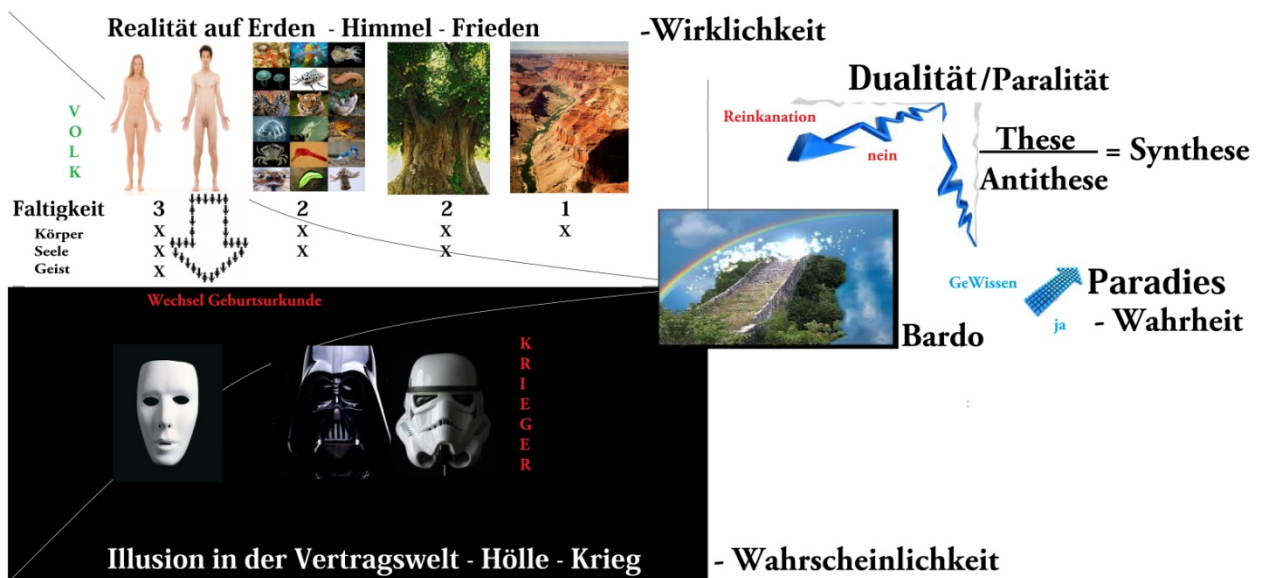 Realität auf Erden - Himmel - Frieden
-Wirklichkeit
VOLK
Dualität/Paralität
Reinkanation
nein
These
Antithese
= Synthese
Faltigkeit 3 2 2 1
Körper X X X X
Seele X X X
Geist X
Wechsel Geburtsurkunde
GeWissen
ja
Paradies
- Wahrheit
Bardo
KRIEGER
Illusion in der Vertragswelt - Hölle - Krieg
- Wahrscheinlichkeit